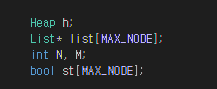 Heap h;
List* list[MAX_NODE];
int N, M;
bool st[MAX_NODE];